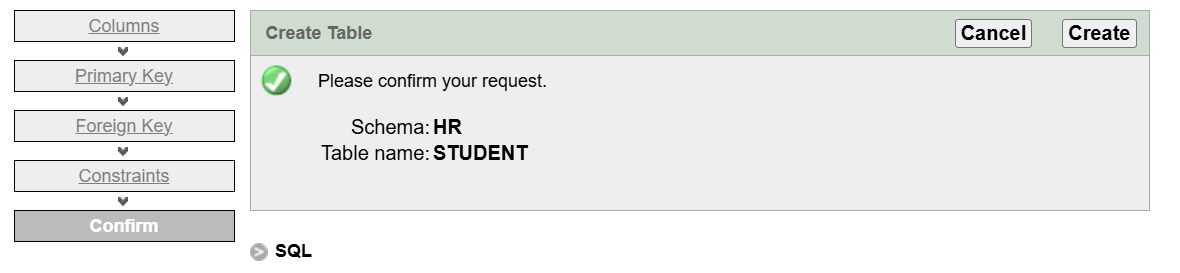 Columns
Primary Key
Foreign Key
Constraints
Confirm
Create Table
Cancel
Create
Please confirm your request.
Schema: HR
Table name: STUDENT
SQL